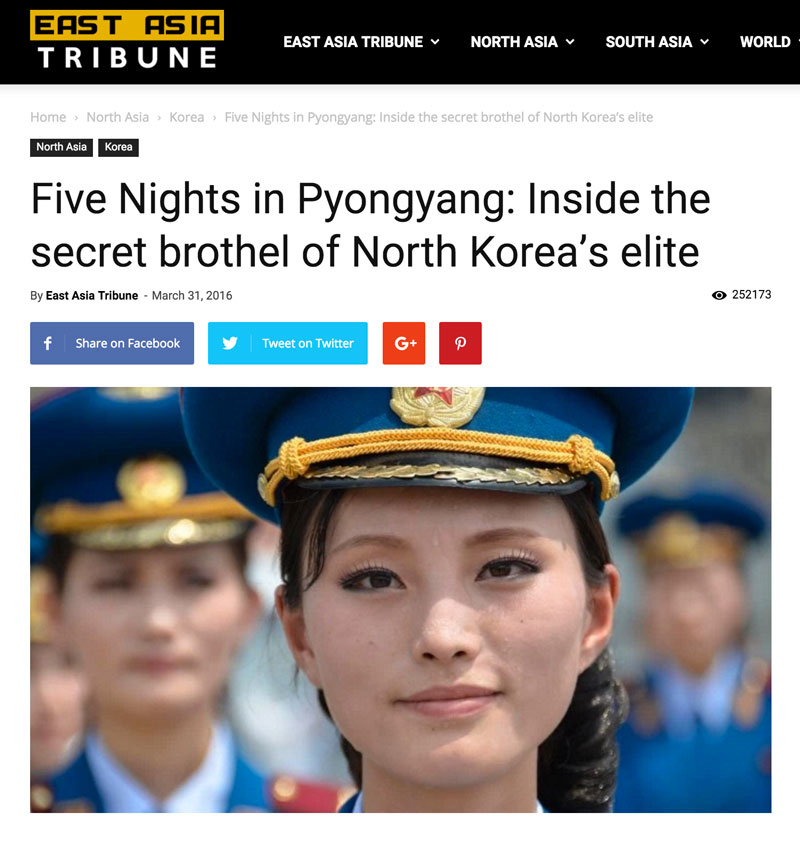 EAST ASIA
TRIBUNE
EAST ASIA TRIBUNE NORTH ASIA SOUTH ASIA WORLD
Home › North Asia › Korea › Five Nights in Pyongyang: Inside the secret brothel of North Korea’s elite
North Asia Korea
Five Nights in Pyongyang: Inside the
secret brothel of North Korea’s elite
By East Asia Tribune - March 31, 2016 252173
f Share on Facebook Tweet on Twitter G+